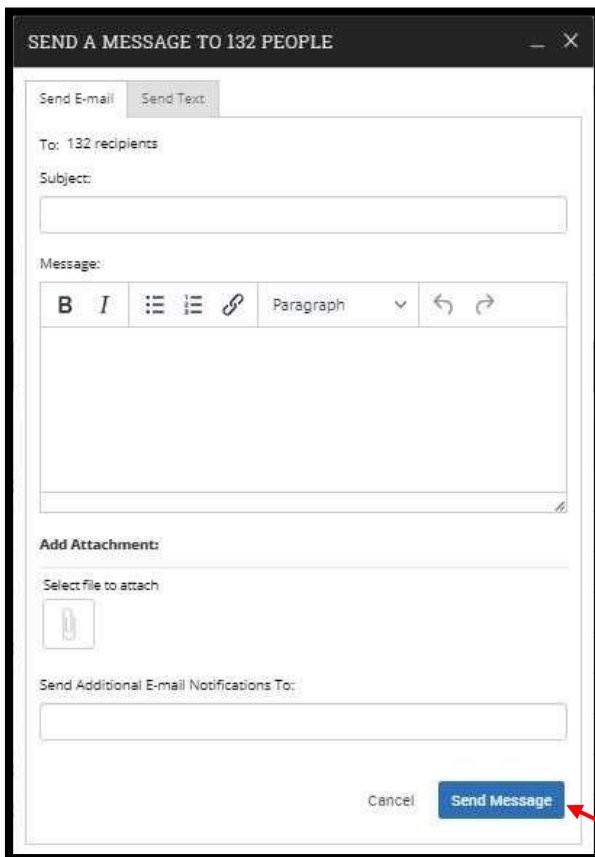 SEND A MESSAGE TO 132 PEOPLE
Send E-mail Send Text
To: 132 recipients
Subject:
Message:
B I Paragraph
Add Attachment:
Select file to attach
Send Additional E-mail Notifications To:
Cancel Send Message